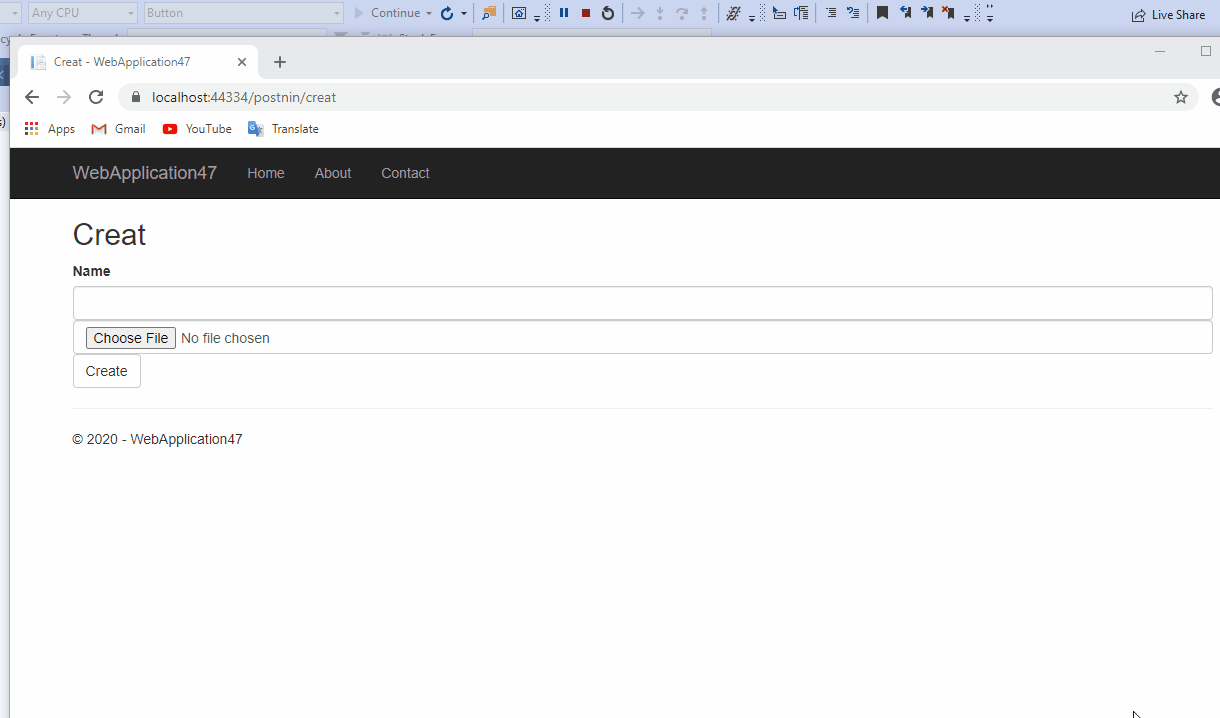 Any CPU Button Continue Live Share
Creat - WebApplication47
localhost:44334/postnin/creat
Apps Gmail YouTube Translate
WebApplication47 Home About Contact
Creat
Name
Choose File No file chosen
Create
© 2020 - WebApplication47